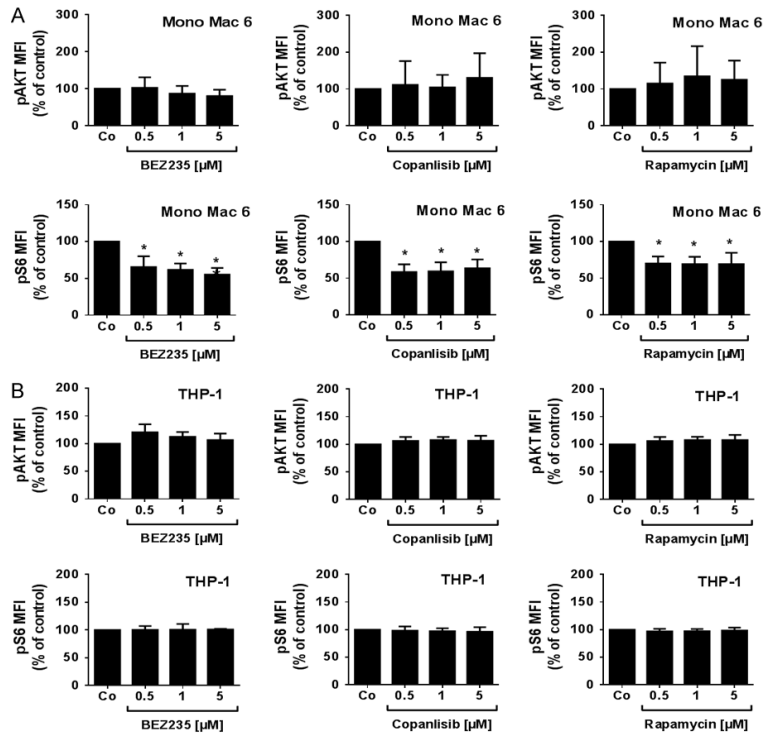 A
Mono Mac 6
pAKT MFI
(% of control)
300
200
100
0
Co 0.5 1 5
BEZ235 [µM]
Mono Mac 6
pAKT MFI
(% of control)
300
200
100
0
Co 0.5 1 5
Copanlisib [µM]
Mono Mac 6
pAKT MFI
(% of control)
300
200
100
0
Co 0.5 1 5
Rapamycin [µM]
Mono Mac 6
pS6 MFI
(% of control)
150
100
50
0
* * *
Co 0.5 1 5
BEZ235 [µM]
Mono Mac 6
pS6 MFI
(% of control)
150
100
50
0
* * *
Co 0.5 1 5
Copanlisib [µM]
Mono Mac 6
pS6 MFI
(% of control)
150
100
50
0
* * *
Co 0.5 1 5
Rapamycin [µM]
B
THP-1
pAKT MFI
(% of control)
200
150
100
50
0
Co 0.5 1 5
BEZ235 [µM]
THP-1
pAKT MFI
(% of control)
200
150
100
50
0
Co 0.5 1 5
Copanlisib [µM]
THP-1
pAKT MFI
(% of control)
200
150
100
50
0
Co 0.5 1 5
Rapamycin [µM]
THP-1
pS6 MFI
(% of control)
200
150
100
50
0
Co 0.5 1 5
BEZ235 [µM]
THP-1
pS6 MFI
(% of control)
200
150
100
50
0
Co 0.5 1 5
Copanlisib [µM]
THP-1
pS6 MFI
(% of control)
200
150
100
50
0
Co 0.5 1 5
Rapamycin [µM]